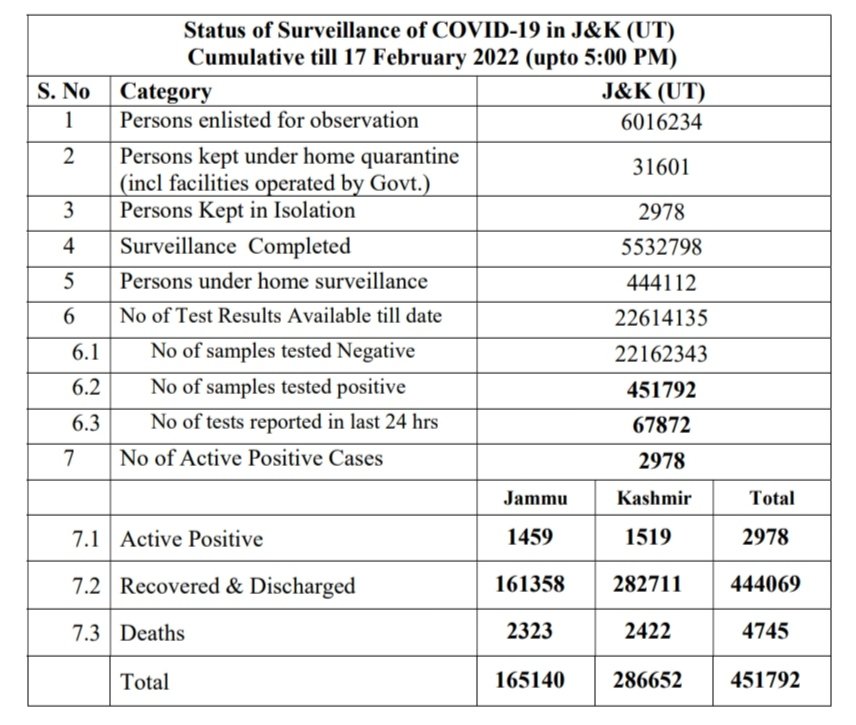 Status of Surveillance of COVID-19 in J&K (UT)
Cumulative till 17 February 2022 (upto 5:00 PM)
S. No Category J&K (UT)
1 Persons enlisted for observation 6016234
2 Persons kept under home quarantine
(incl facilities operated by Govt.) 31601
3 Persons Kept in Isolation 2978
4 Surveillance Completed 5532798
5 Persons under home surveillance 444112
6 No of Test Results Available till date 22614135
6.1 No of samples tested Negative 22162343
6.2 No of samples tested positive 451792
6.3 No of tests reported in last 24 hrs 67872
7 No of Active Positive Cases 2978
Jammu Kashmir Total
7.1 Active Positive 1459 1519 2978
7.2 Recovered & Discharged 161358 282711 444069
7.3 Deaths 2323 2422 4745
Total 165140 286652 451792